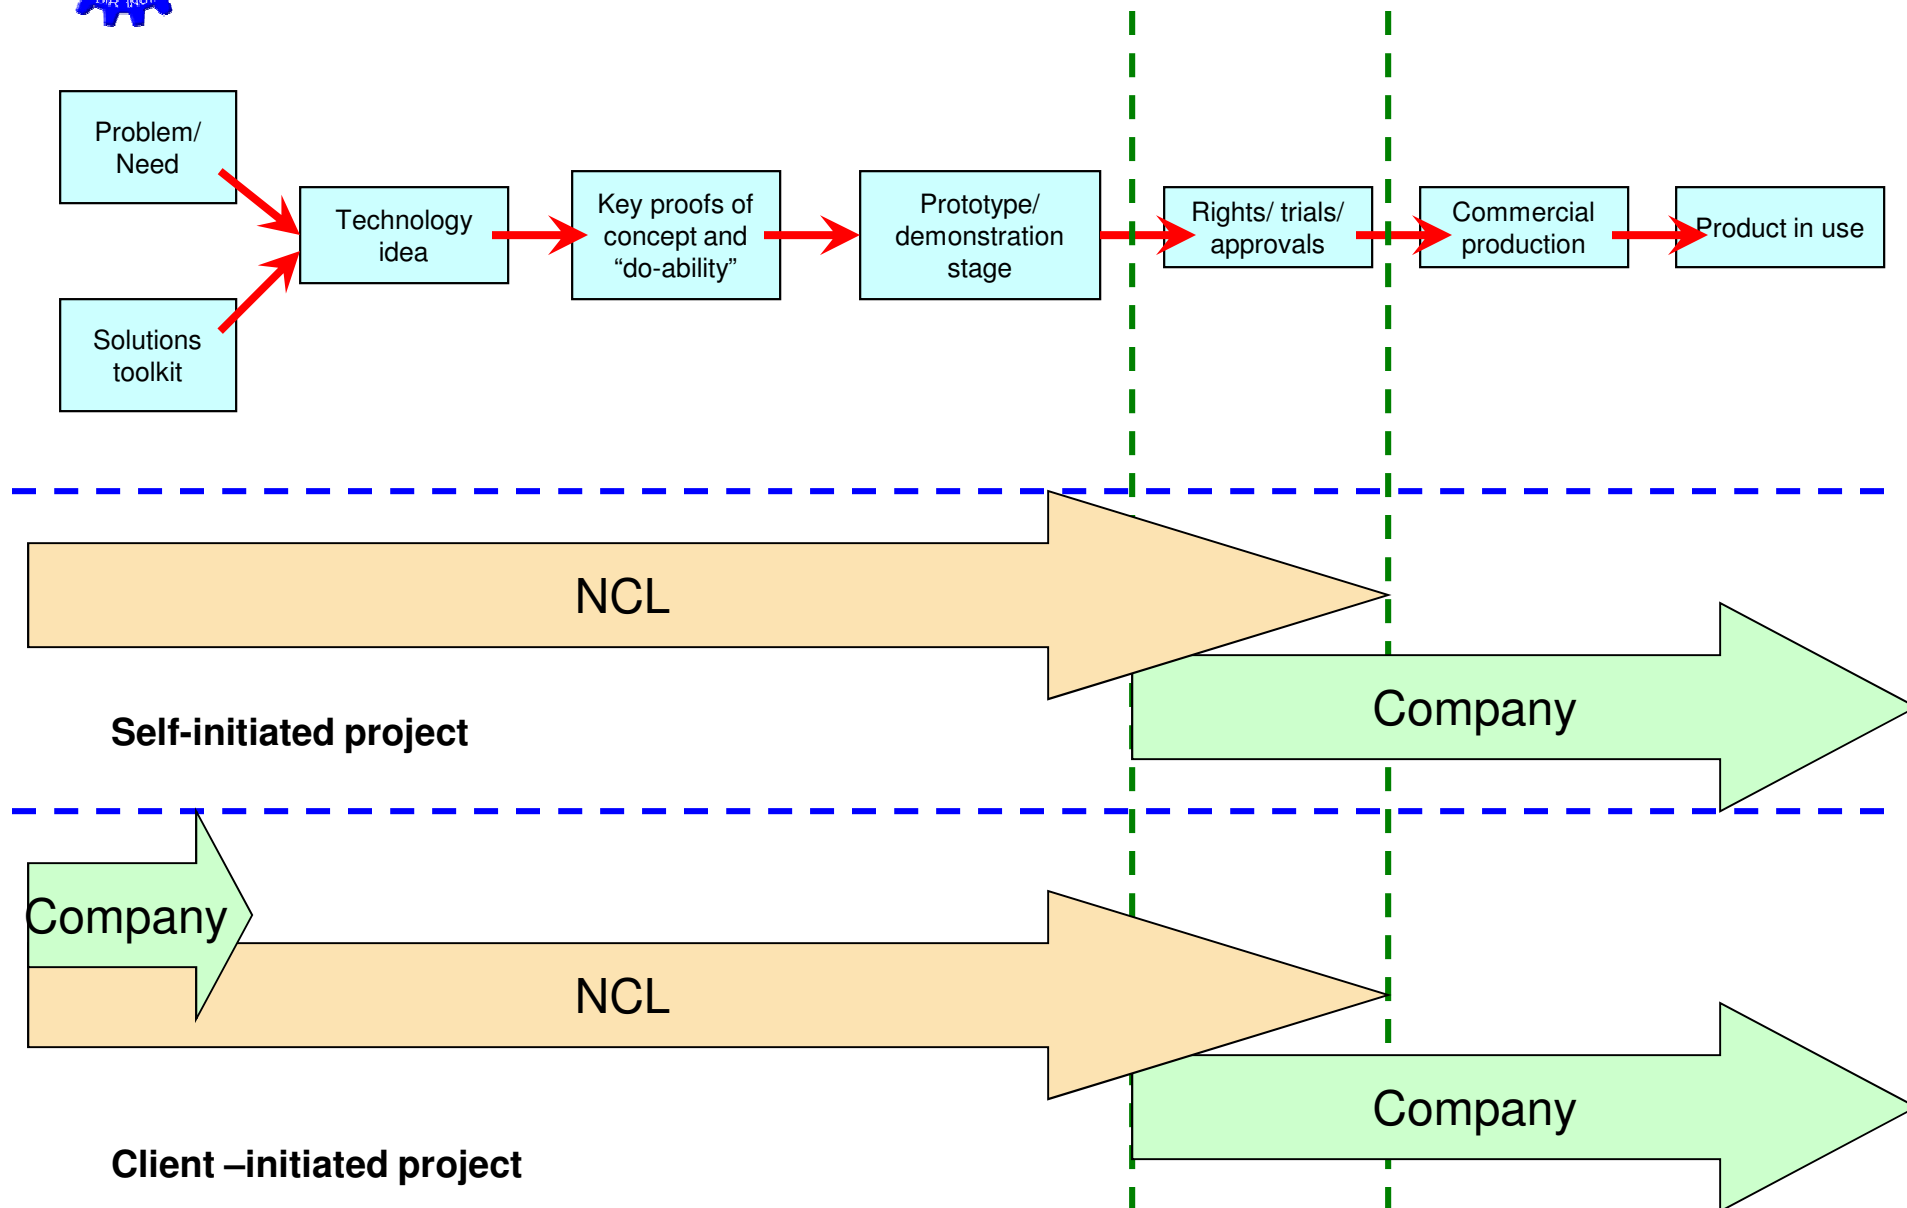 Problem/
Need
Solutions
toolkit
Technology
idea
Key proofs of
concept and
“do-ability”
Prototype/
demonstration
stage
Rights/ trials/
approvals
Commercial
production
Product in use
NCL
Company
Self-initiated project
Company
NCL
Company
Client –initiated project